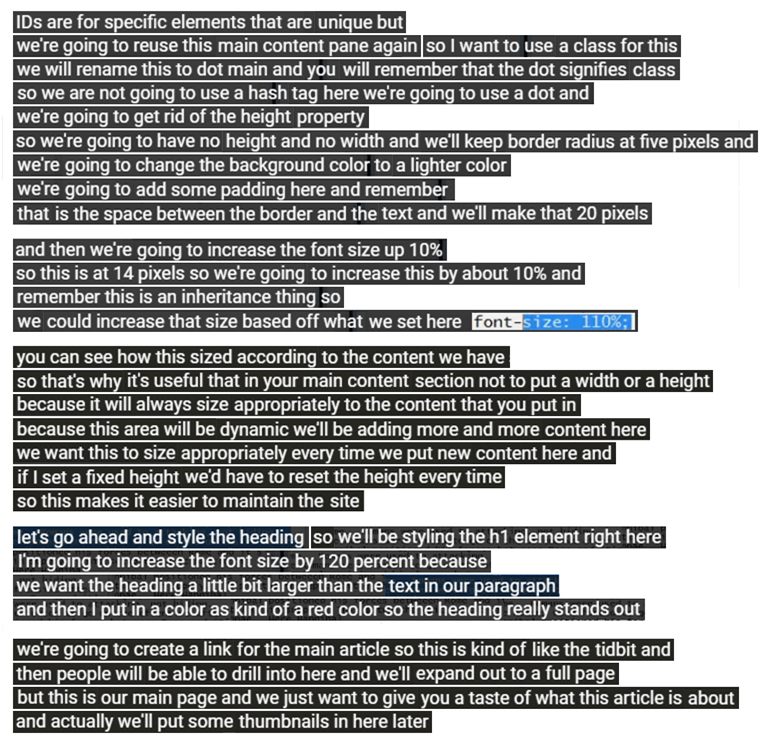 IDs are for specific elements that are unique but
we're going to reuse this main content pane again so I want to use a class for this
we will rename this to dot main and you will remember that the dot signifies class
so we are not going to use a hash tag here we're going to use a dot and
we're going to get rid of the height property
so we're going to have no height and no width and we'll keep border radius at five pixels and
we're going to change the background color to a lighter color
we're going to add some padding here and remember
that is the space between the border and the text and we'll make that 20 pixels
and then we're going to increase the font size up 10%
so this is at 14 pixels so we're going to increase this by about 10% and
remember this is an inheritance thing so
we could increase that size based off what we set here font-size: 110%;
you can see how this sized according to the content we have
so that's why it's useful that in your main content section not to put a width or a height
because it will always size appropriately to the content that you put in
because this area will be dynamic we'll be adding more and more content here
we want this to size appropriately every time we put new content here and
if I set a fixed height we'd have to reset the height every time
so this makes it easier to maintain the site
let's go ahead and style the heading so we'll be styling the h1 element right here
I'm going to increase the font size by 120 percent because
we want the heading a little bit larger than the text in our paragraph
and then I put in a color as kind of a red color so the heading really stands out
we're going to create a link for the main article so this is kind of like the tidbit and
then people will be able to drill into here and we'll expand out to a full page
but this is our main page and we just want to give you a taste of what this article is about
and actually we'll put some thumbnails in here later